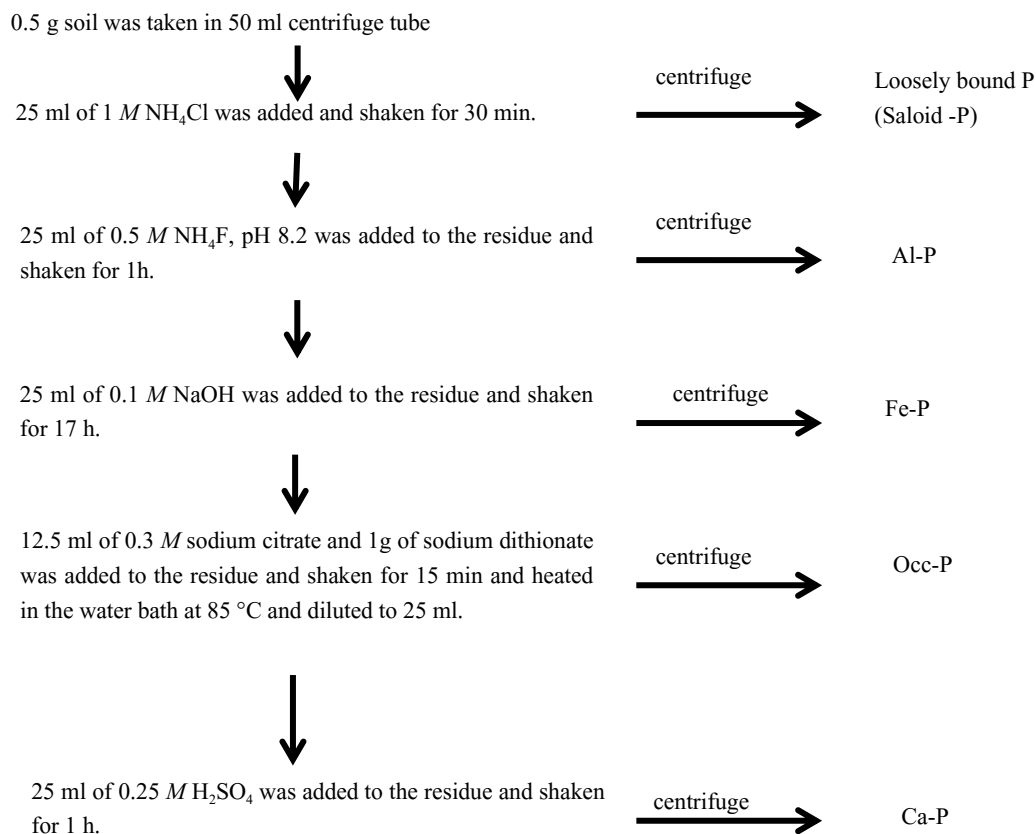 0.5 g soil was taken in 50 ml centrifuge tube
centrifuge
Loosely bound P
(Saloid -P)
25 ml of 1 M NH₄Cl was added and shaken for 30 min.
centrifuge
Al-P
25 ml of 0.5 M NH₄F, pH 8.2 was added to the residue and
shaken for 1h.
centrifuge
Fe-P
25 ml of 0.1 M NaOH was added to the residue and shaken
for 17 h.
centrifuge
Occ-P
12.5 ml of 0.3 M sodium citrate and 1g of sodium dithionate
was added to the residue and shaken for 15 min and heated
in the water bath at 85 °C and diluted to 25 ml.
centrifuge
Ca-P
25 ml of 0.25 M H₂SO₄ was added to the residue and shaken
for 1 h.